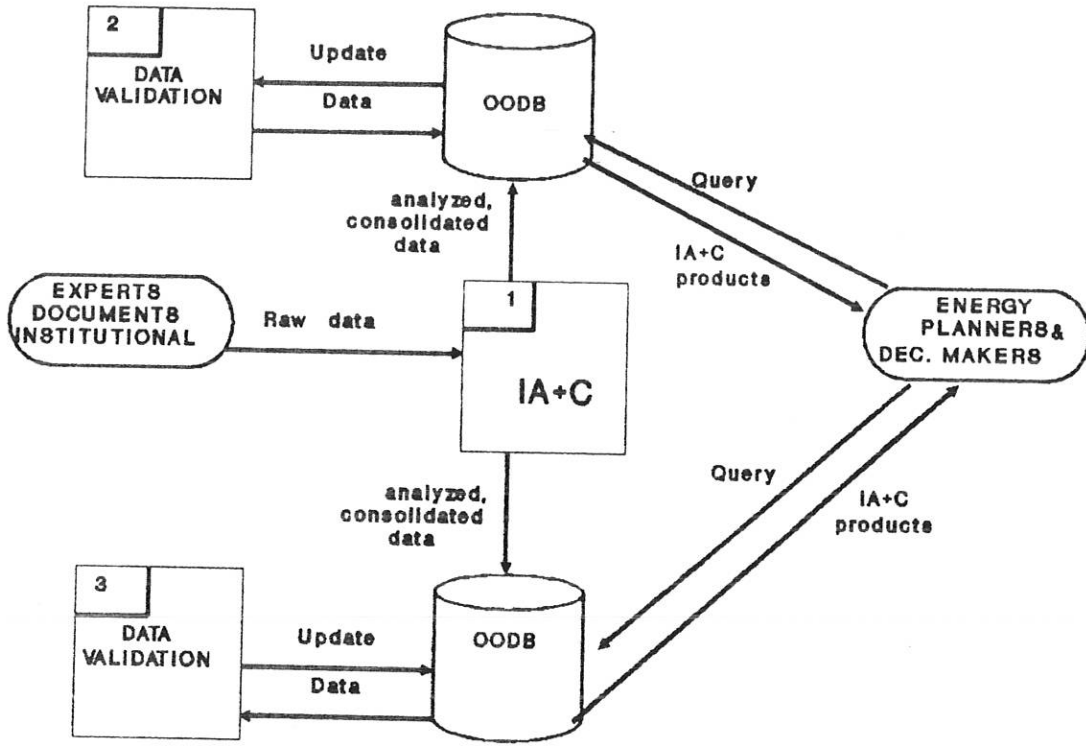 2
DATA
VALIDATION
Update
Data
OODB
analyzed,
consolidated
data
Query
IA+C
products
EXPERTS
DOCUMENTS
INSTITUTIONAL
Raw data
1
IA+C
ENERGY
PLANNERS &
DEC. MAKERS
analyzed,
consolidated
data
Query
IA+C
products
3
DATA
VALIDATION
Update
Data
OODB